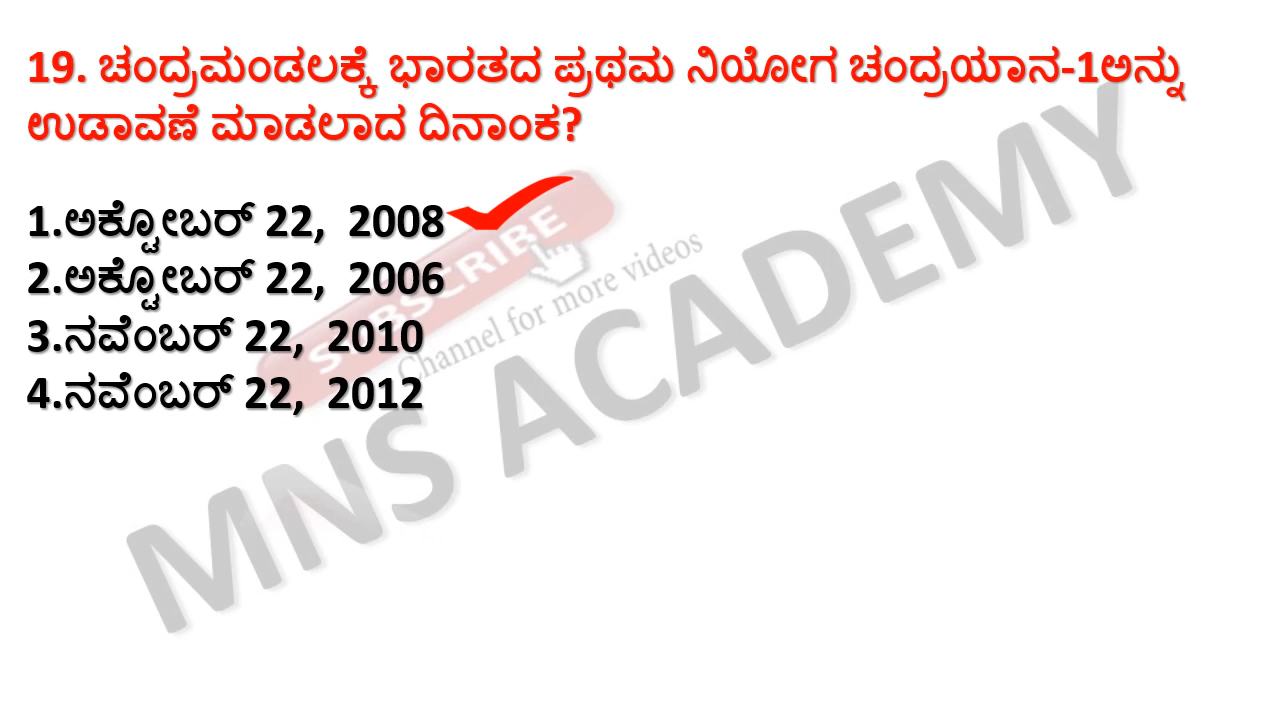 19. ಚಂದ್ರಮಂಡಲಕ್ಕೆ ಭಾರತದ ಪ್ರಥಮ ನಿಯೋಗ ಚಂದ್ರಯಾನ-1ಅನ್ನು
ಉಡಾವಣೆ ಮಾಡಲಾದ ದಿನಾಂಕ?
1.ಅಕ್ಟೋಬರ್ 22, 2008
2.ಅಕ್ಟೋಬರ್ 22, 2006
3.ನವೆಂಬರ್ 22, 2010
4.ನವೆಂಬರ್ 22, 2012
SUBSCRIBE
Channel for more videos
MNS ACADEMY